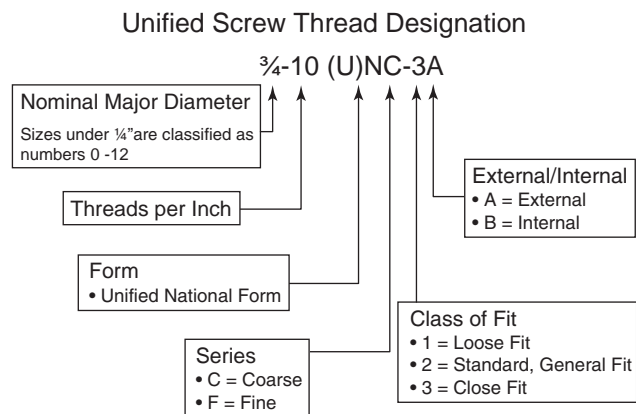 Unified Screw Thread Designation
¾-10 (U)NC-3A
Nominal Major Diameter
Sizes under ¼”are classified as
numbers 0 -12
Threads per Inch
Form
• Unified National Form
Series
• C = Coarse
• F = Fine
External/Internal
• A = External
• B = Internal
Class of Fit
• 1 = Loose Fit
• 2 = Standard, General Fit
• 3 = Close Fit